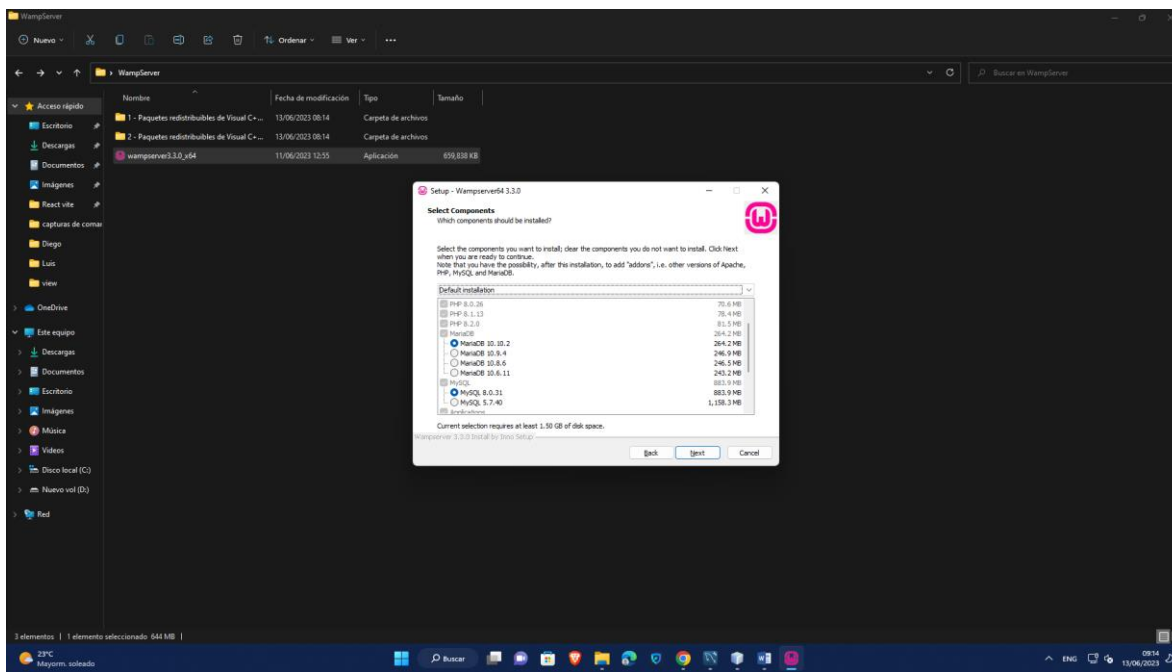 WampServer
Nuevo
Ordenar
Ver
WampServer
Buscar en WampServer
Nombre
Fecha de modificación
Tipo
Tamaño
1 - Paquetes redistribuibles de Visual C+...
13/06/2023 08:14
Carpeta de archivos
2 - Paquetes redistribuibles de Visual C+...
13/06/2023 08:14
Carpeta de archivos
wampserver3.3.0_x64
11/06/2023 12:55
Aplicación
659,838 KB
Acceso rápido
Escritorio
Descargas
Documentos
Imágenes
React vite
capturas de comar
Diego
Luis
view
OneDrive
Este equipo
Descargas
Documentos
Escritorio
Imágenes
Música
Videos
Disco local (C:)
Nuevo vol (D:)
Red
Setup - Wampserver64 3.3.0
Select Components
Which components should be installed?
Select the components you want to install; clear the components you do not want to install. Click Next
when you are ready to continue.
Note that you have the possibility, after this installation, to add "addons", i.e. other versions of Apache,
PHP, MySQL and MariaDB.
Default installation
PHP 8.0.26 70.6 MB
PHP 8.1.13 78.4 MB
PHP 8.2.0 81.5 MB
MariaDB 264.2 MB
MariaDB 10.10.2 264.2 MB
MariaDB 10.9.4 246.9 MB
MariaDB 10.8.6 246.5 MB
MariaDB 10.6.11 243.2 MB
MySQL 883.9 MB
MySQL 8.0.31 883.9 MB
MySQL 5.7.40 1,158.3 MB
Applications
Current selection requires at least 1.50 GB of disk space.
Wampserver 3.3.0 Install by Inno Setup
Back
Next
Cancel
3 elementos
1 elemento seleccionado 644 MB
23°C
Mayorm. soleado
Buscar
ENG
09:14
13/06/2023